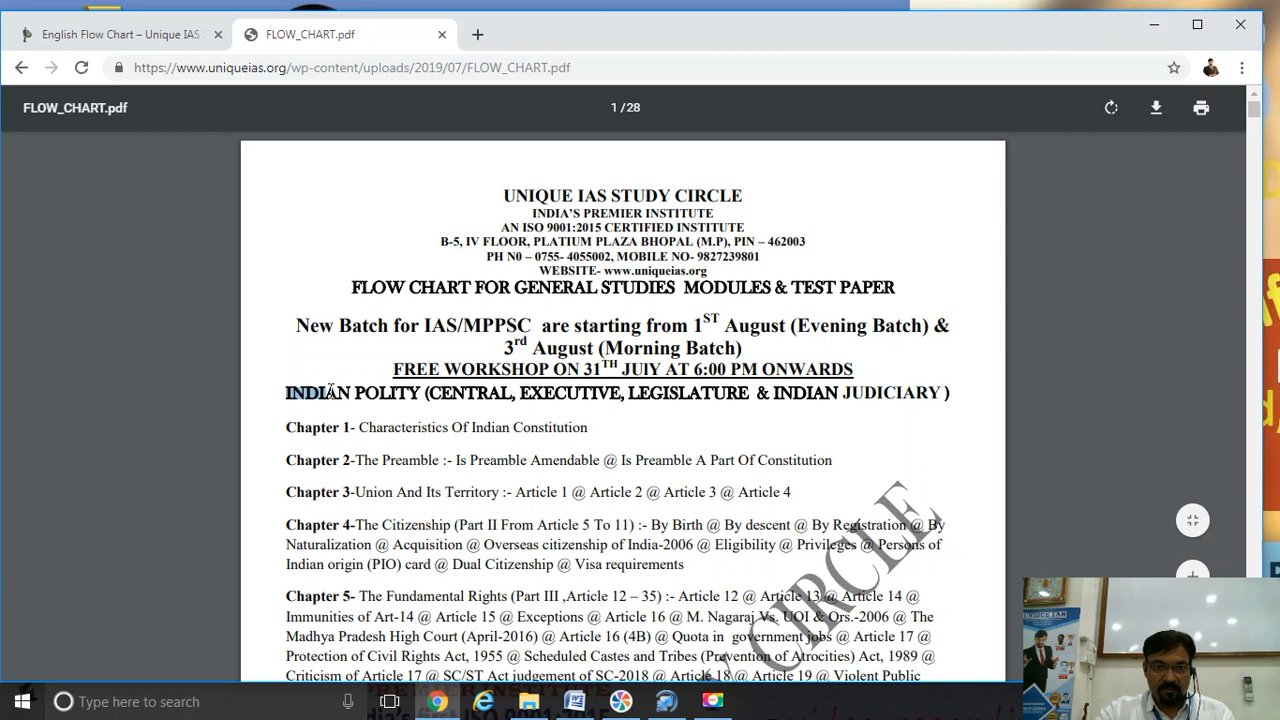 English Flow Chart – Unique IAS
FLOW_CHART.pdf
https://www.uniqueias.org/wp-content/uploads/2019/07/FLOW_CHART.pdf
FLOW_CHART.pdf
1 / 28
UNIQUE IAS STUDY CIRCLE
INDIA'S PREMIER INSTITUTE
AN ISO 9001:2015 CERTIFIED INSTITUTE
B-5, IV FLOOR, PLATIUM PLAZA BHOPAL (M.P), PIN – 462003
PH N0 – 0755- 4055002, MOBILE NO- 9827239801
WEBSITE- www.uniqueias.org
FLOW CHART FOR GENERAL STUDIES MODULES & TEST PAPER
New Batch for IAS/MPPSC are starting from 1ST August (Evening Batch) &
3rd August (Morning Batch)
FREE WORKSHOP ON 31TH JUlY AT 6:00 PM ONWARDS
INDIAN POLITY (CENTRAL, EXECUTIVE, LEGISLATURE & INDIAN JUDICIARY )
Chapter 1- Characteristics Of Indian Constitution
Chapter 2-The Preamble :- Is Preamble Amendable @ Is Preamble A Part Of Constitution
Chapter 3-Union And Its Territory :- Article 1 @ Article 2 @ Article 3 @ Article 4
Chapter 4-The Citizenship (Part II From Article 5 To 11) :- By Birth @ By descent @ By Registration @ By
Naturalization @ Acquisition @ Overseas citizenship of India-2006 @ Eligibility @ Privileges @ Persons of
Indian origin (PIO) card @ Dual Citizenship @ Visa requirements
Chapter 5- The Fundamental Rights (Part III ,Article 12 – 35) :- Article 12 @ Article 13 @ Article 14 @
Immunities of Art-14 @ Article 15 @ Exceptions @ Article 16 @ M. Nagaraj Vs. UOI & Ors.-2006 @ The
Madhya Pradesh High Court (April-2016) @ Article 16 (4B) @ Quota in government jobs @ Article 17 @
Protection of Civil Rights Act, 1955 @ Scheduled Castes and Tribes (Prevention of Atrocities) Act, 1989 @
Criticism of Article 17 @ SC/ST Act judgement of SC-2018 @ Article 18 @ Article 19 @ Violent Public
CIRCLE
UNIQUE IAS
Type here to search